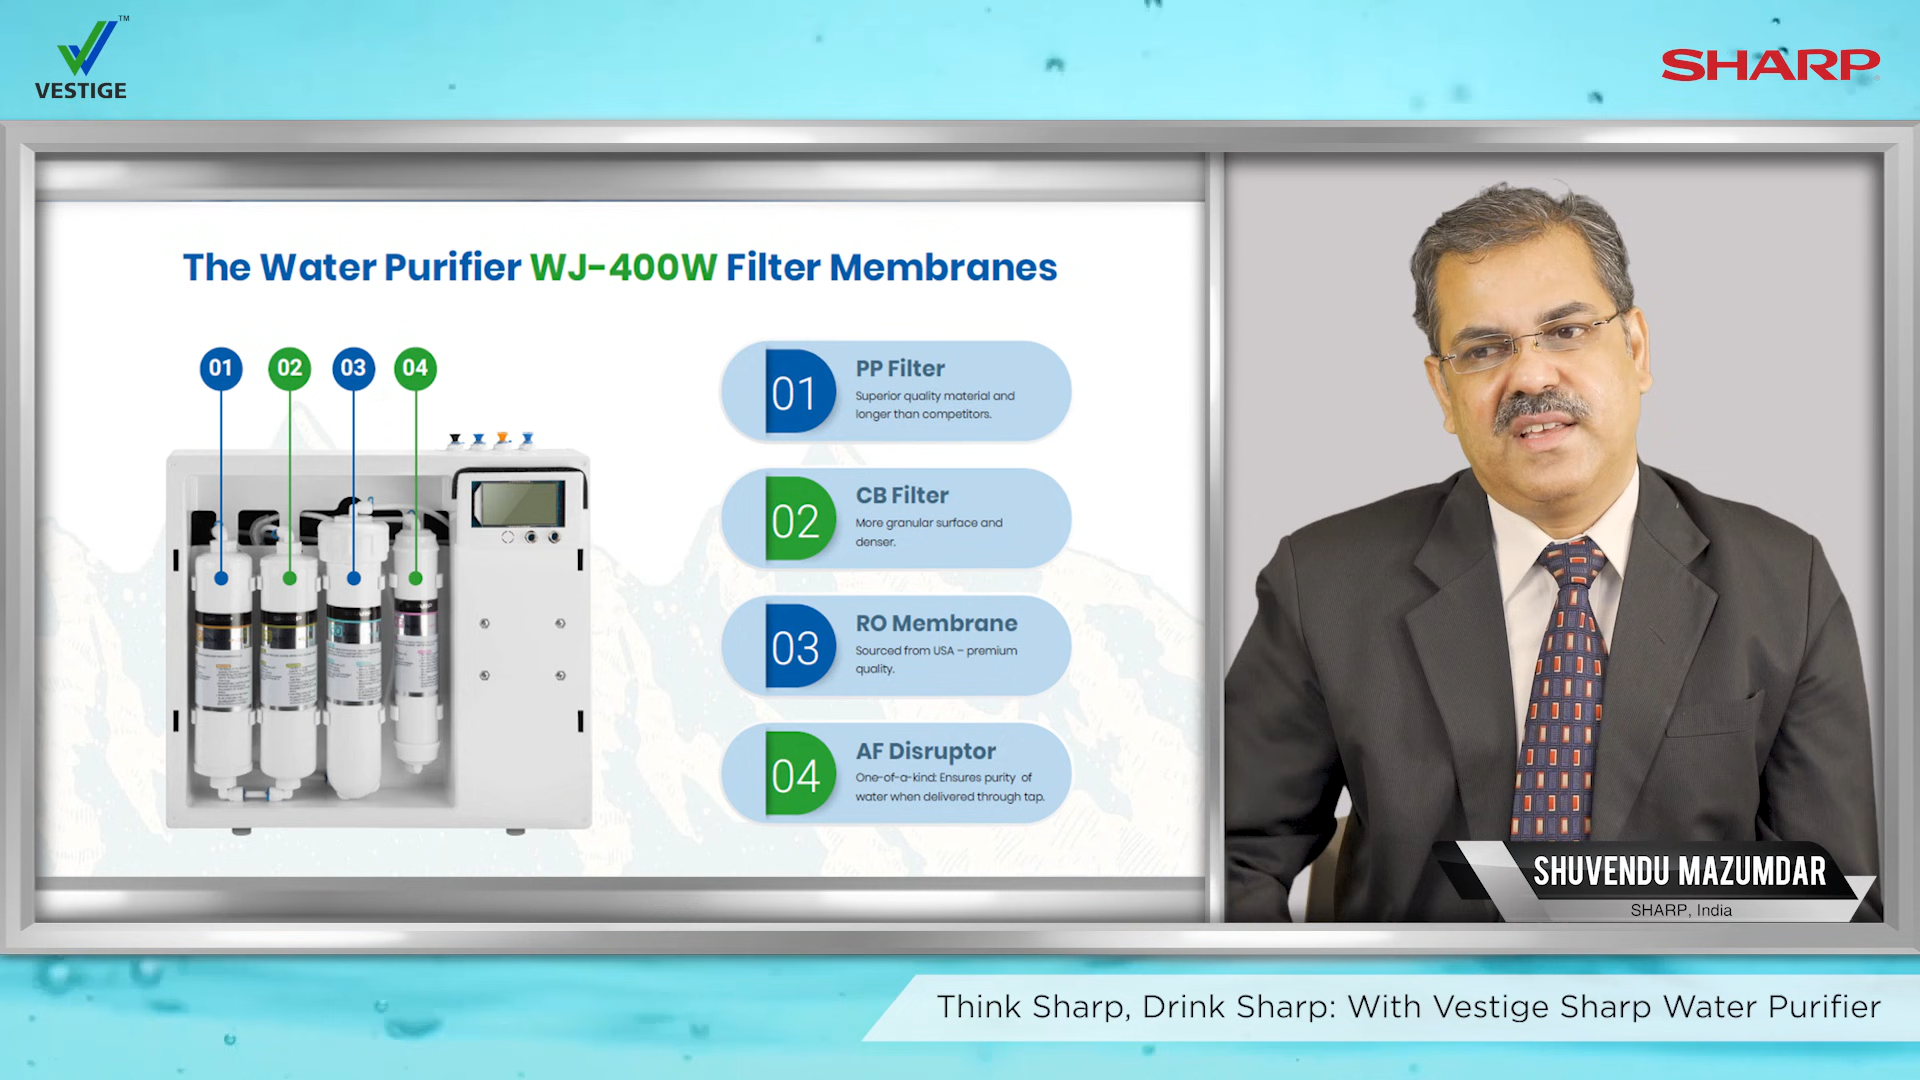 VESTIGE
TM
SHARP
The Water Purifier WJ-400W Filter Membranes
01
02
03
04
01
PP Filter
Superior quality material and
longer than competitors.
02
CB Filter
More granular surface and
denser.
03
RO Membrane
Sourced from USA – premium
quality.
04
AF Disruptor
One-of-a-kind: Ensures purity of
water when delivered through tap.
SHUVENDU MAZUMDAR
SHARP, India
Think Sharp, Drink Sharp: With Vestige Sharp Water Purifier